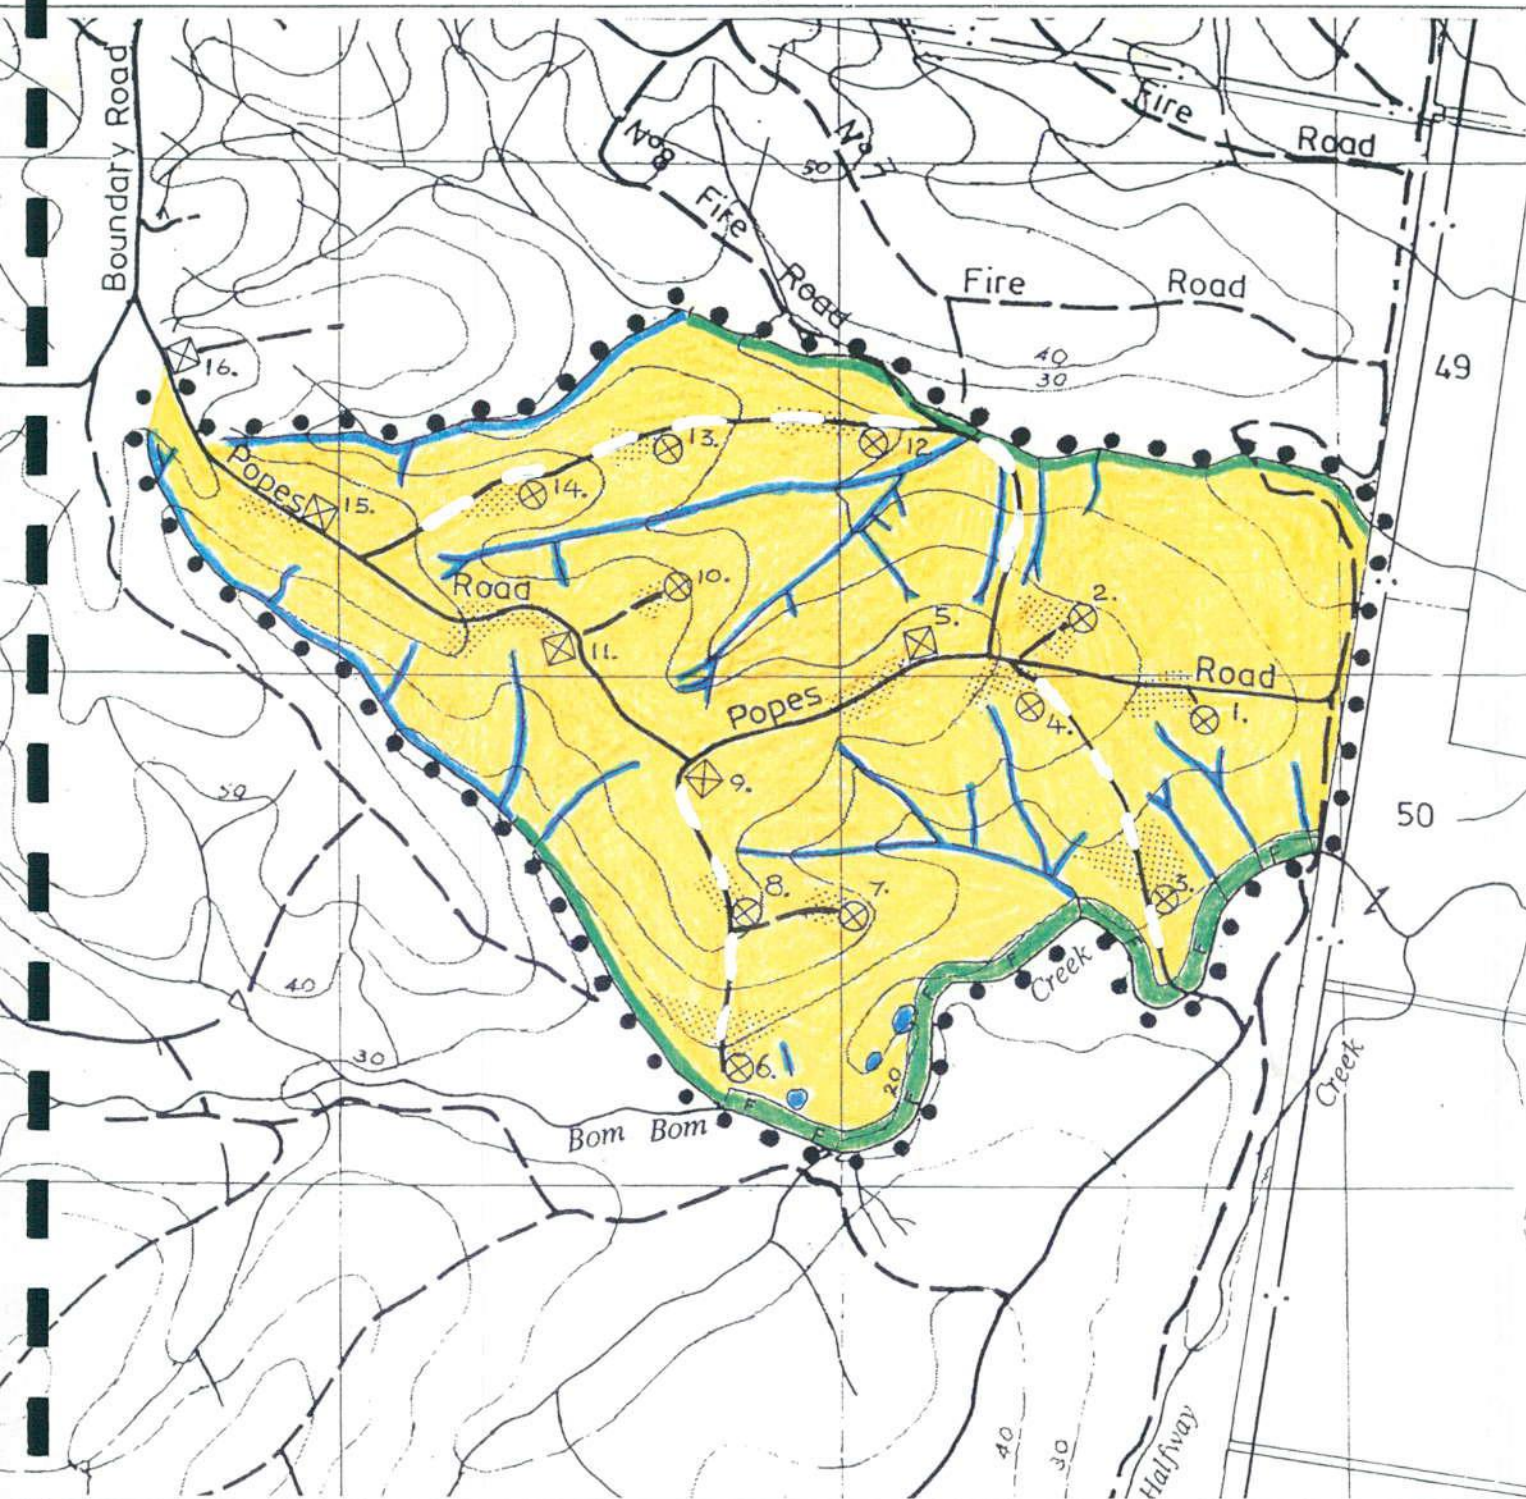 Boundary Road
Fire
Road
No 8
No 7
50
Fire
Road
Fire
Road
40
30
49
16.
13.
12
Popes
15.
14.
10.
Road
11.
5.
2.
Popes
4.
Road
1.
9.
50
50
8.
7.
3.
F
F
F
F
F
F
F
F
Creek
40
30
6.
20
Creek
Bom Bom
40
30
Halfway